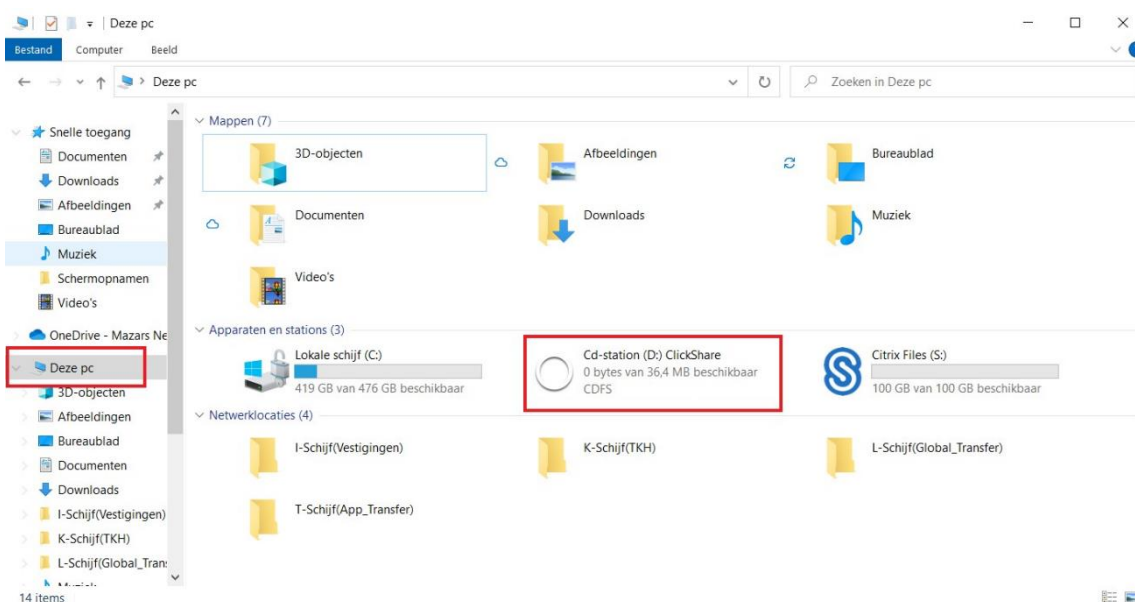 Deze pc
Bestand Computer Beeld
Deze pc
Zoeken in Deze pc
Snelle toegang
Documenten
Downloads
Afbeeldingen
Bureaublad
Muziek
Schermopnamen
Video's
OneDrive - Mazars Ne
Deze pc
3D-objecten
Afbeeldingen
Bureaublad
Documenten
Downloads
I-Schijf(Vestigingen)
K-Schijf(TKH)
L-Schijf(Global_Trans
Mappen (7)
3D-objecten
Afbeeldingen
Bureaublad
Documenten
Downloads
Muziek
Video's
Apparaten en stations (3)
Lokale schijf (C:)
419 GB van 476 GB beschikbaar
Cd-station (D:) ClickShare
0 bytes van 36,4 MB beschikbaar
CDFS
Citrix Files (S:)
100 GB van 100 GB beschikbaar
Netwerklocaties (4)
I-Schijf(Vestigingen)
K-Schijf(TKH)
L-Schijf(Global_Transfer)
T-Schijf(App_Transfer)
14 items